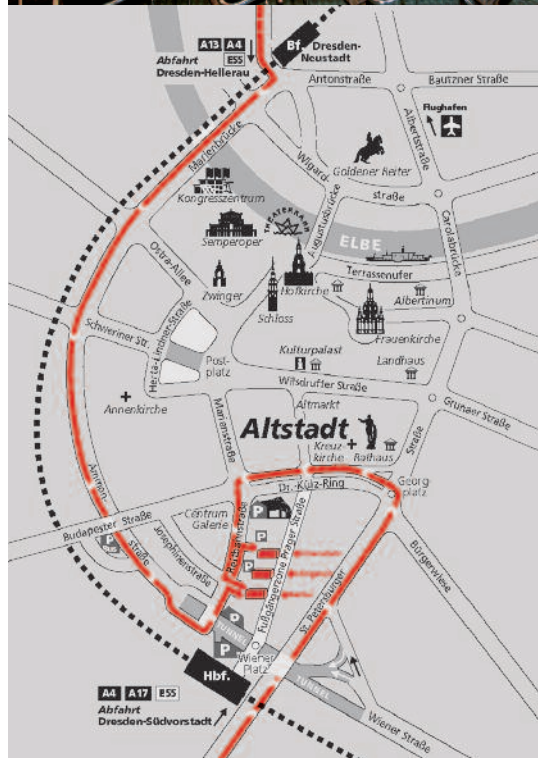 A13 A4
E55
Abfahrt
Dresden-Hellerau
Bf. Dresden-
Neustadt
Antonstraße
Bautzner Straße
Flughafen
Albertstraße
Marienbrücke
Goldener Reiter
Wigard-
straße
Kongresszentrum
THEATERKAHN
Augustusbrücke
Carolabrücke
Semperoper
ELBE
Ostra-Allee
Terrassenufer
Zwinger
Hofkirche
Albertinum
Schloss
Schweriner Str.
Hertha-Lindner-Straße
Frauenkirche
Post-
platz
Kulturpalast
Landhaus
Wilsdruffer Straße
Annenkirche
Altmarkt
Grunaer Straße
Marienstraße
Altstadt
Kreuz-
kirche
Rathaus
Straße
Dr.-Külz-Ring
Georg-
platz
Ammon-
straße
Centrum
Galerie
P
Budapester Straße
Josephinenstraße
Reitbahnstraße
Fußgängerzone Prager Straße
P
P
P
Bürgerwiese
St. Petersburger
P
P
TUNNEL
Wiener
Platz
Hbf.
TUNNEL
A4 A17 E55
Abfahrt
Dresden-Südvorstadt
Wiener Straße